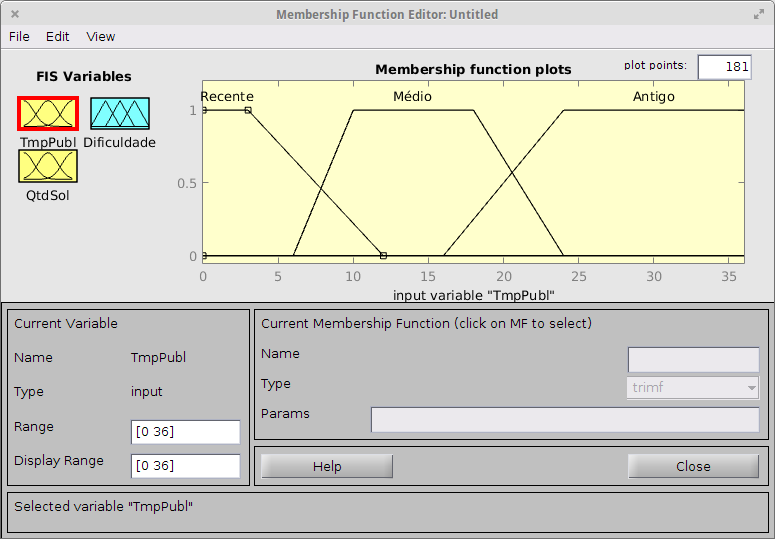 Membership Function Editor: Untitled
File Edit View
FIS Variables
Membership function plots
plot points: 181
TmpPubl Dificuldade
QtdSol
Recente Médio Antigo
1
0.5
0
0 5 10 15 20 25 30 35
input variable "TmpPubl"
Current Variable
Name TmpPubl
Type input
Range [0 36]
Display Range [0 36]
Current Membership Function (click on MF to select)
Name
Type trimf
Params
Help Close
Selected variable "TmpPubl"